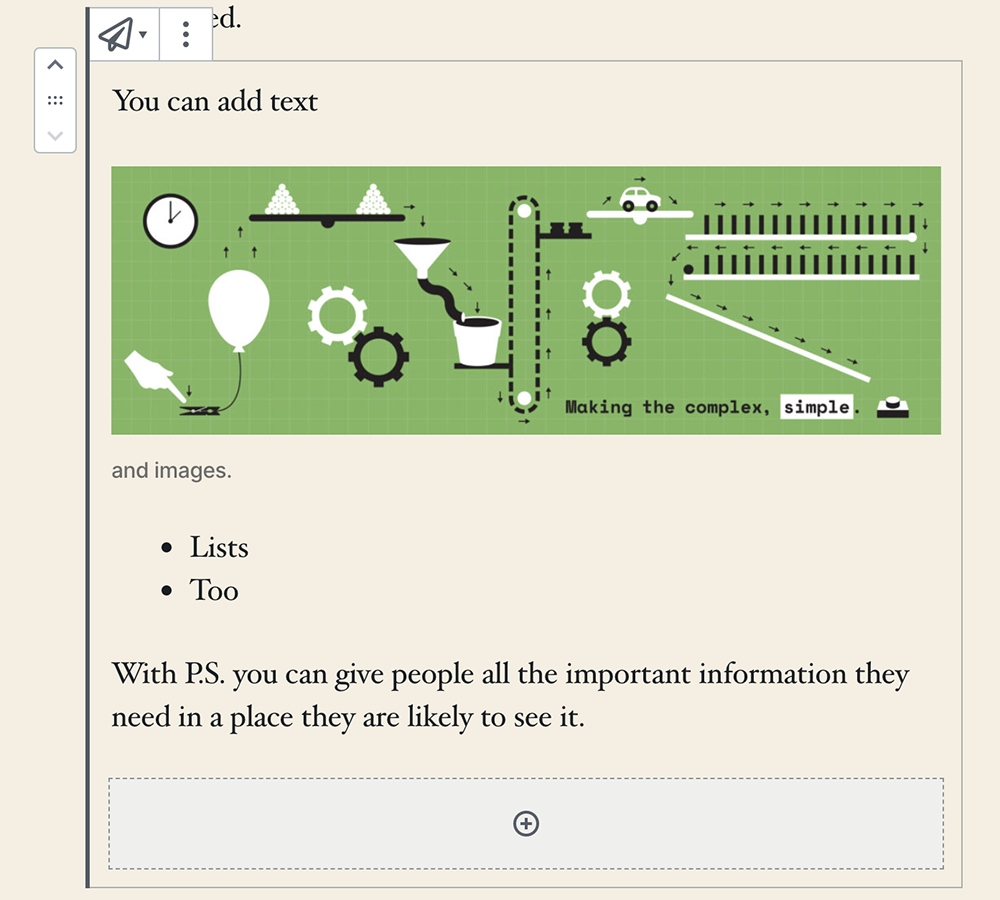 ed.
You can add text
Making the complex, simple.
and images.
• Lists
• Too
With P.S. you can give people all the important information they
need in a place they are likely to see it.